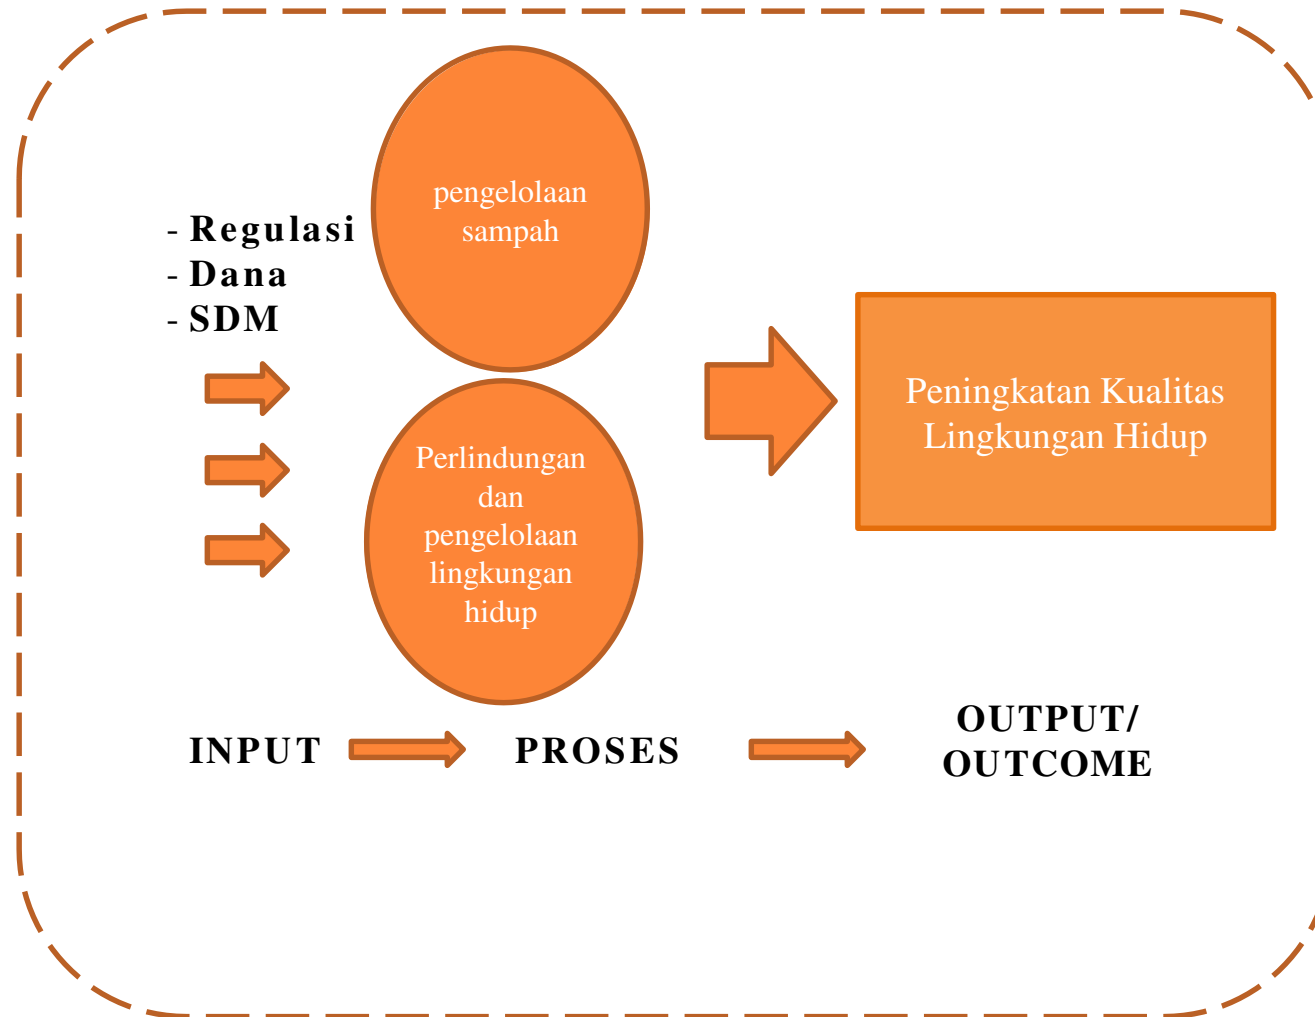 pengelolaan
sampah
- Regulasi
- Dana
- SDM
Perlindungan
dan
pengelolaan
lingkungan
hidup
Peningkatan Kualitas
Lingkungan Hidup
INPUT
PROSES
OUTPUT/
OUTCOME